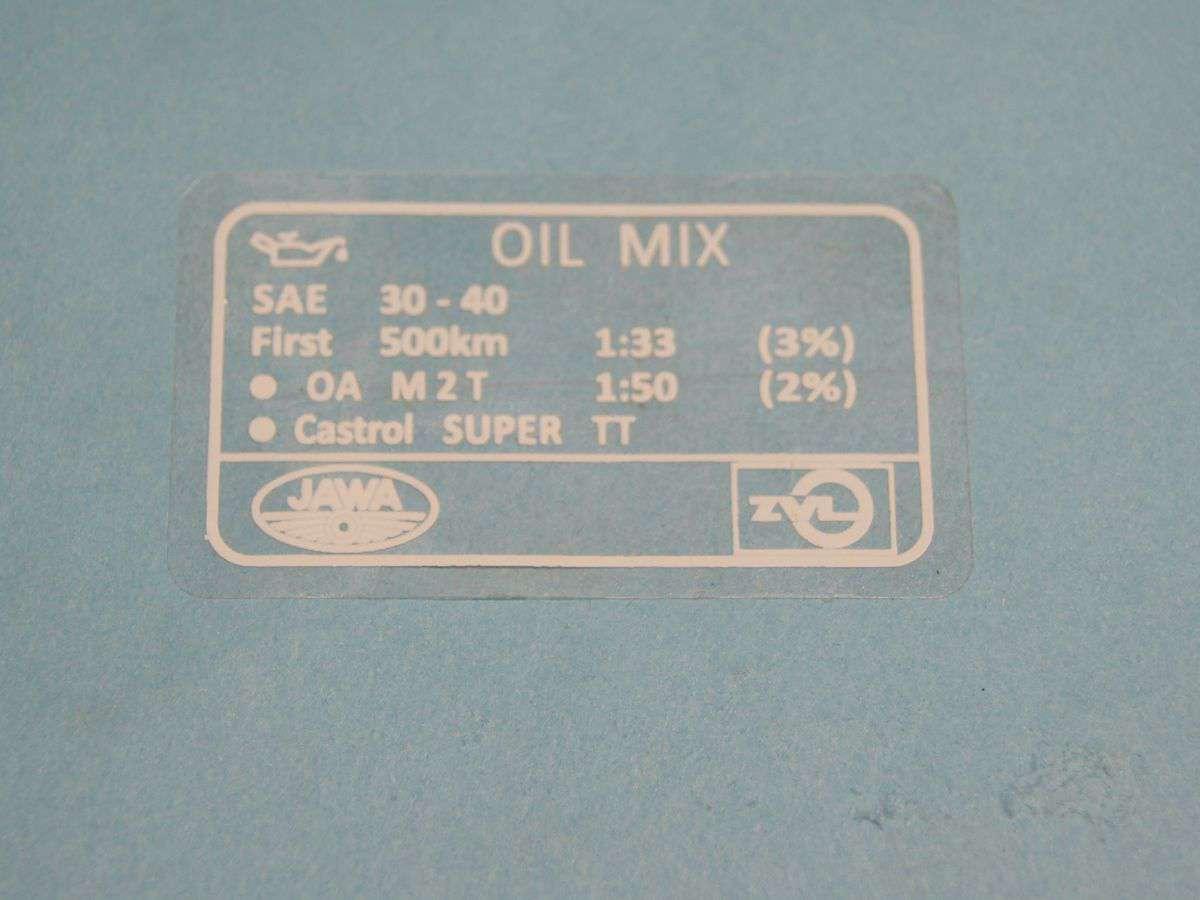 OIL MIX
SAE 30 - 40
First 500km 1:33 (3%)
• OA M 2 T 1:50 (2%)
• Castrol SUPER TT
JAWA
ZVL